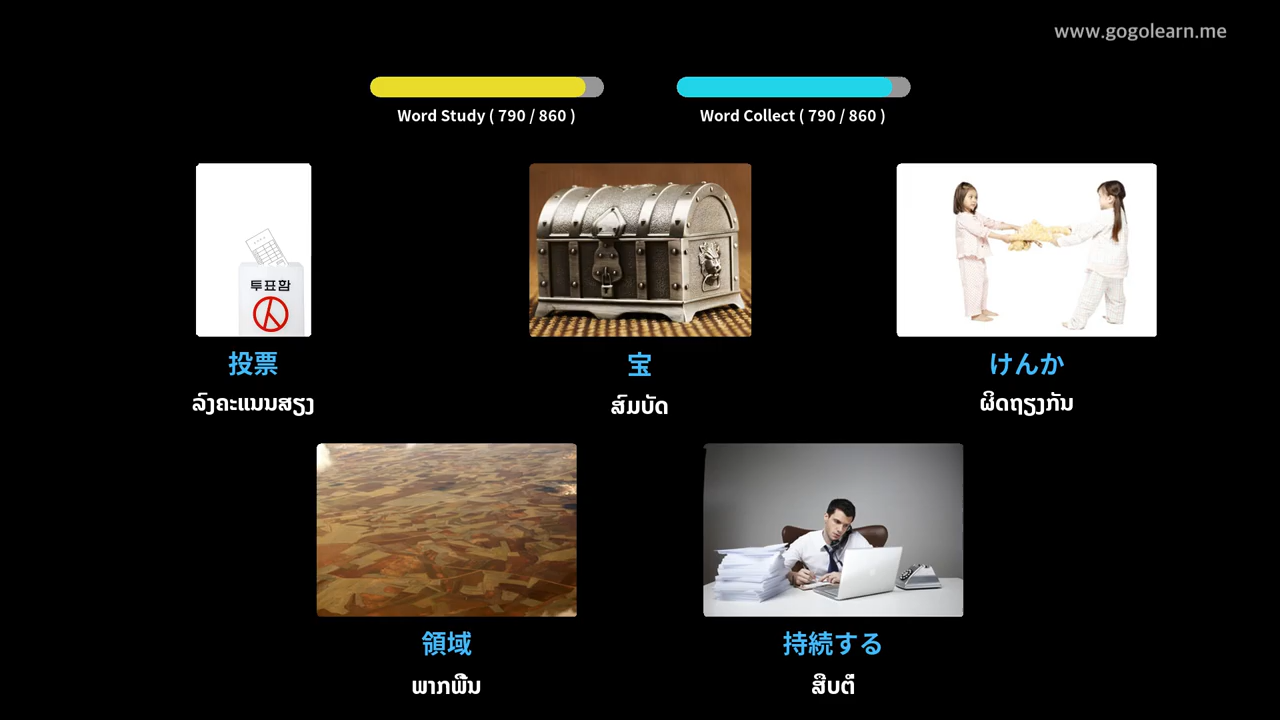 www.gogolearn.me
Word Study ( 790 / 860 )
Word Collect ( 790 / 860 )
투표함
投票
宝
けんか
ລົງຄະແນນສຽງ
ສົມບັດ
ຜິດຖຽງກັນ
領域
持続する
ພາກພື້ນ
ສືບຕໍ່